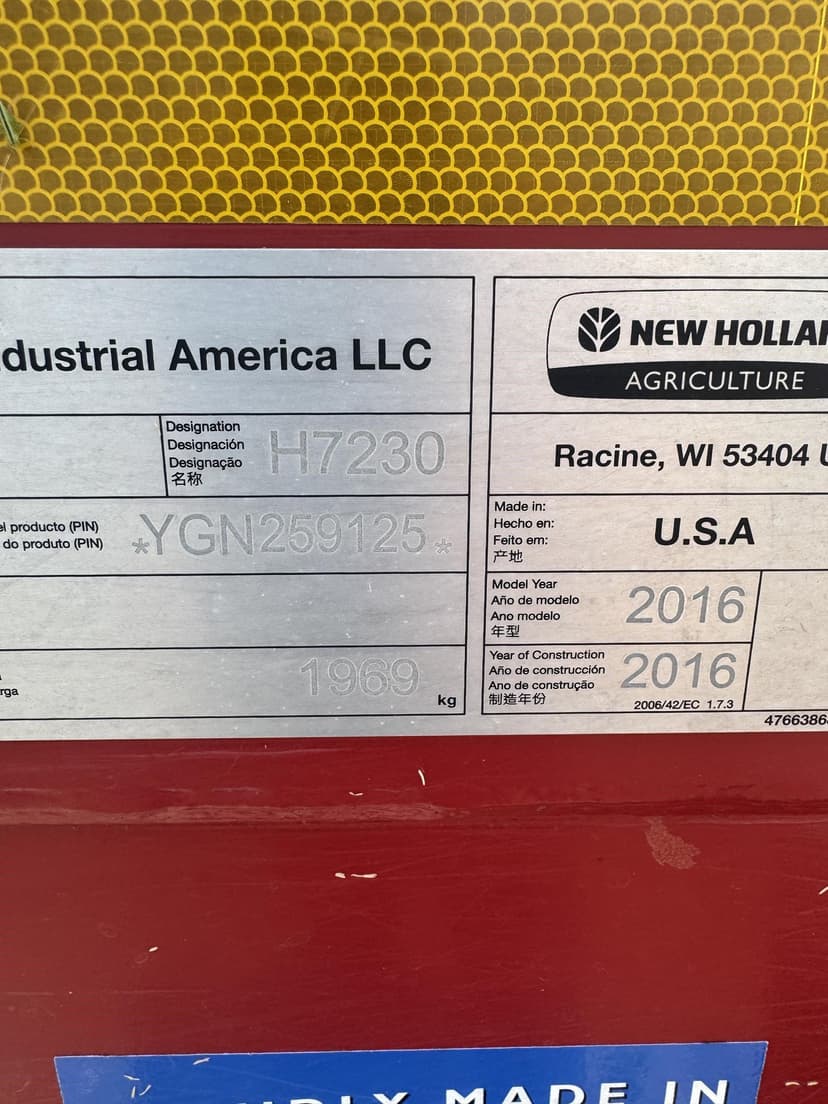 dustrial America LLC
NEW HOLLA
AGRICULTURE
Designation
Designación
Designação
名称
H7230
Racine, WI 53404 U
el producto (PIN)
do produto (PIN)
*YGN259125*
Made in:
Hecho en:
Feito em:
产地
U.S.A
Model Year
Año de modelo
Ano modelo
年型
2016
rga
1969
kg
Year of Construction
Año de construcción
Ano de construção
制造年份
2016
2006/42/EC 1.7.3
4766386
MADE IN